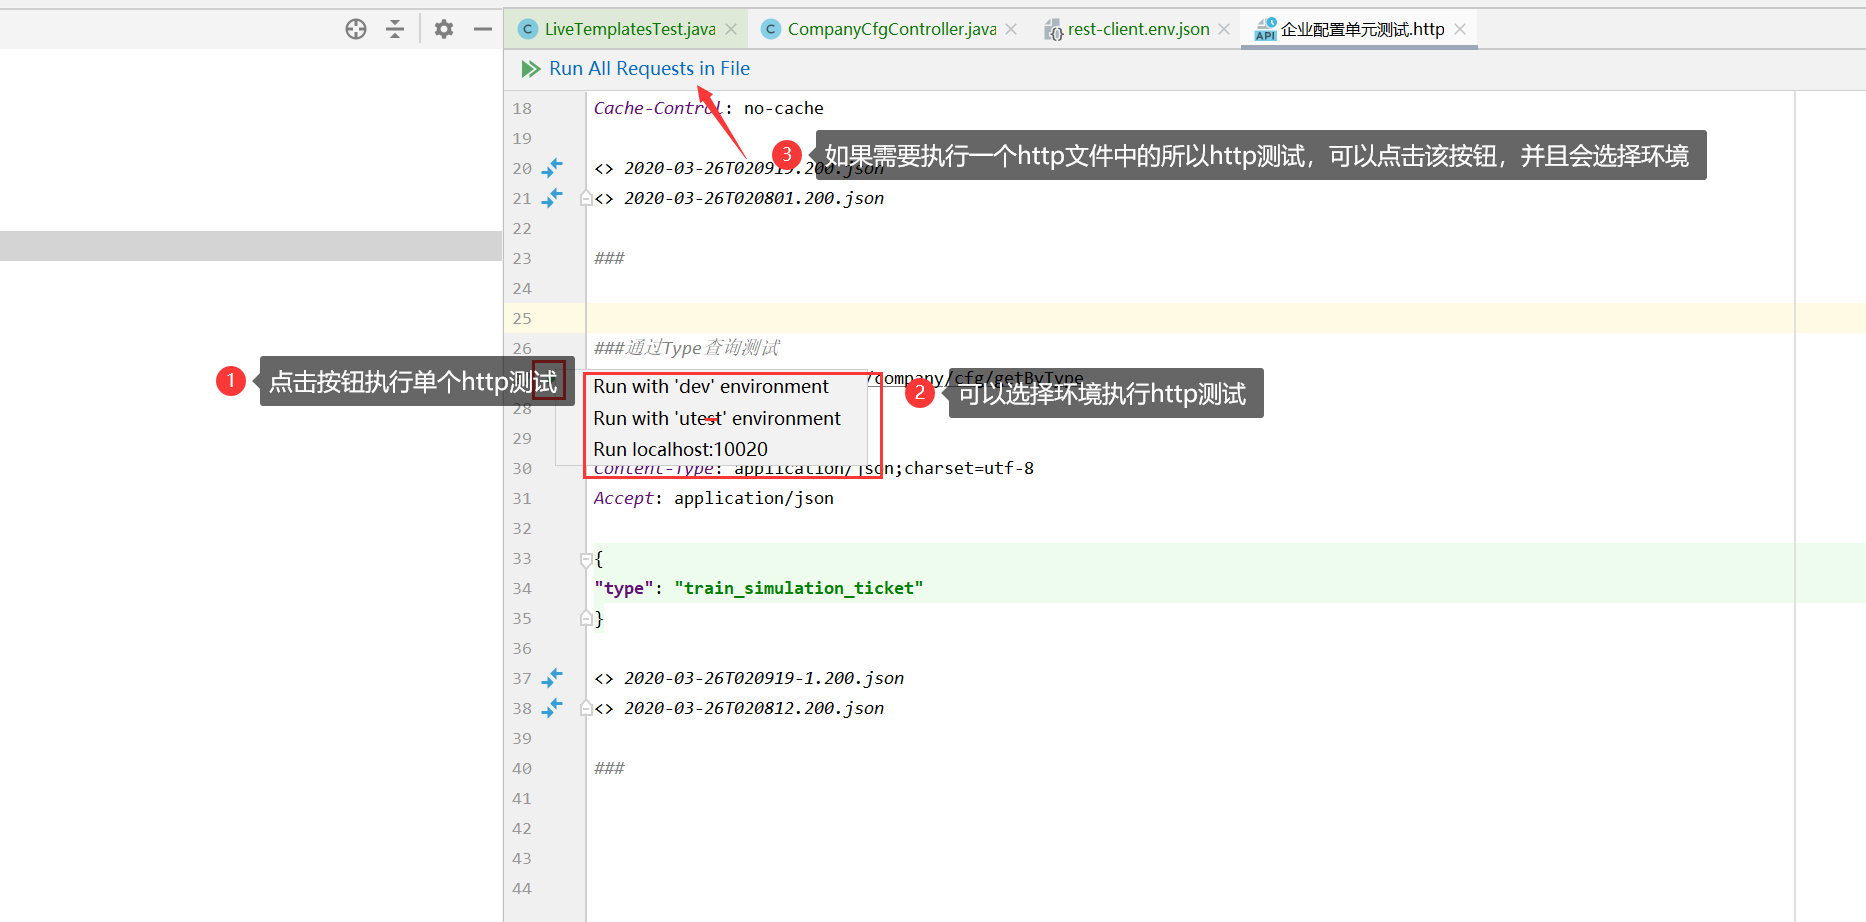 LiveTemplatesTest.java
CompanyCfgController.java
rest-client.env.json
API 企业配置单元测试.http
Run All Requests in File
18 Cache-Control: no-cache
19
3 如果需要执行一个http文件中的所以http测试，可以点击该按钮，并且会选择环境
20 <> 2020-03-26T020919.200.json
21 <> 2020-03-26T020801.200.json
22
23 ###
24
25
26 ###通过Type查询测试
1 点击按钮执行单个http测试
/company/cfg/getByType
Run with 'dev' environment
2 可以选择环境执行http测试
28
Run with 'utest' environment
29
Run localhost:10020
30 Content-Type: application/json;charset=utf-8
31 Accept: application/json
32
33 {
34 "type": "train_simulation_ticket"
35 }
36
37 <> 2020-03-26T020919-1.200.json
38 <> 2020-03-26T020812.200.json
39
40 ###
41
42
43
44